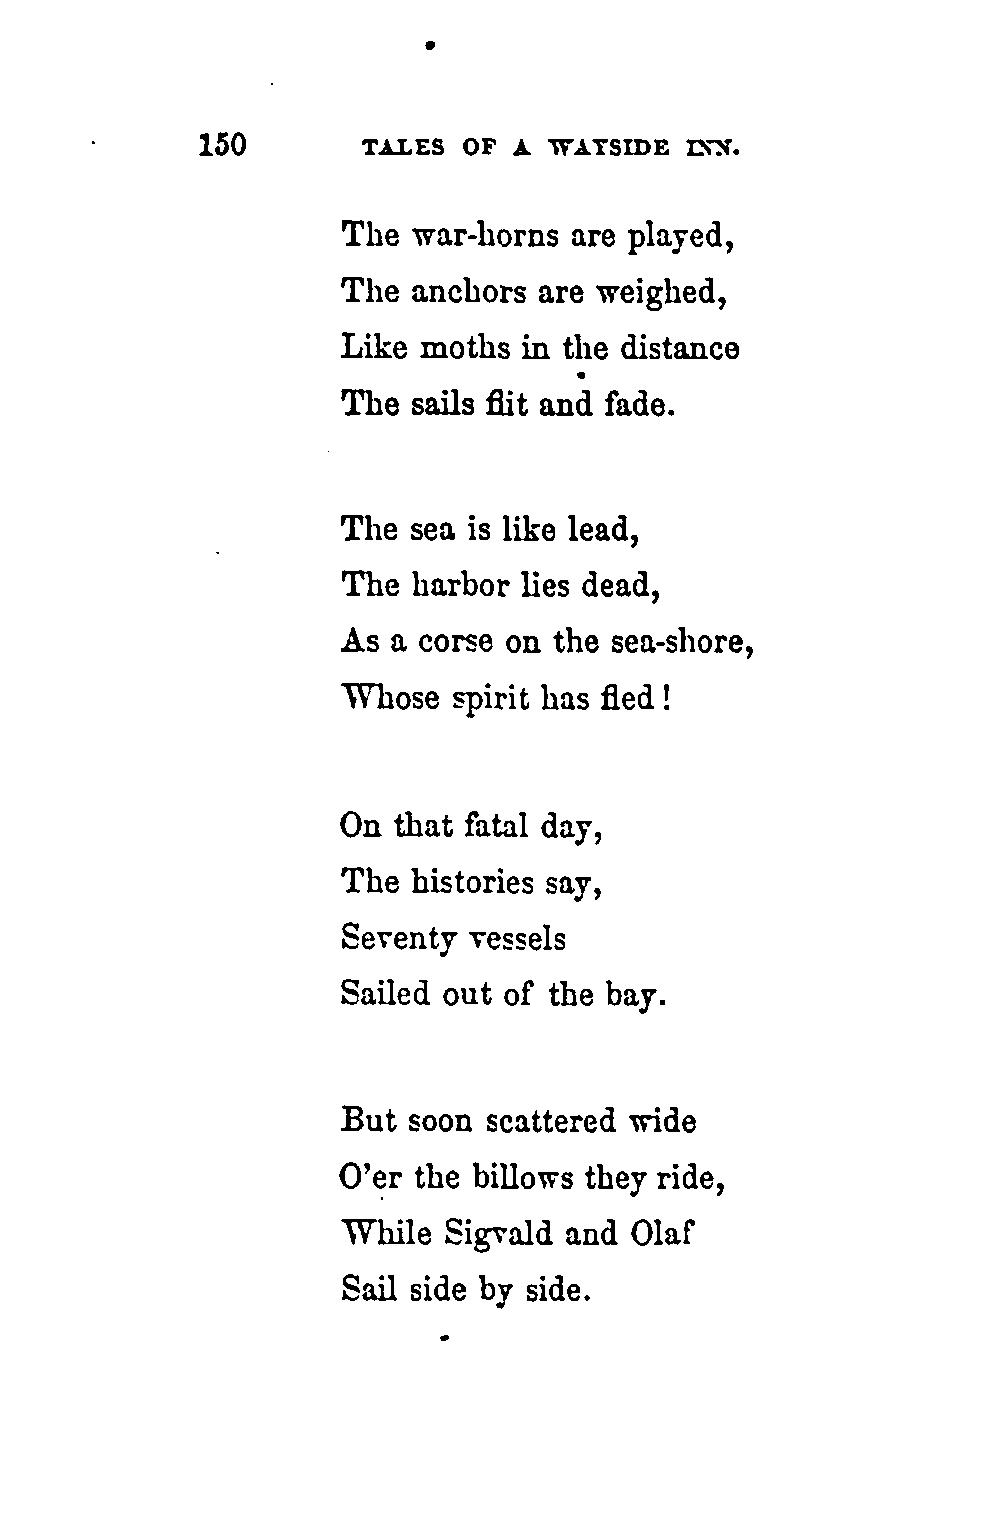 150 TALES OF A WAYSIDE INN.
The war-horns are played,
The anchors are weighed,
Like moths in the distance
The sails flit and fade.
The sea is like lead,
The harbor lies dead,
As a corse on the sea-shore,
Whose spirit has fled!
On that fatal day,
The histories say,
Seventy vessels
Sailed out of the bay.
But soon scattered wide
O'er the billows they ride,
While Sigvald and Olaf
Sail side by side.